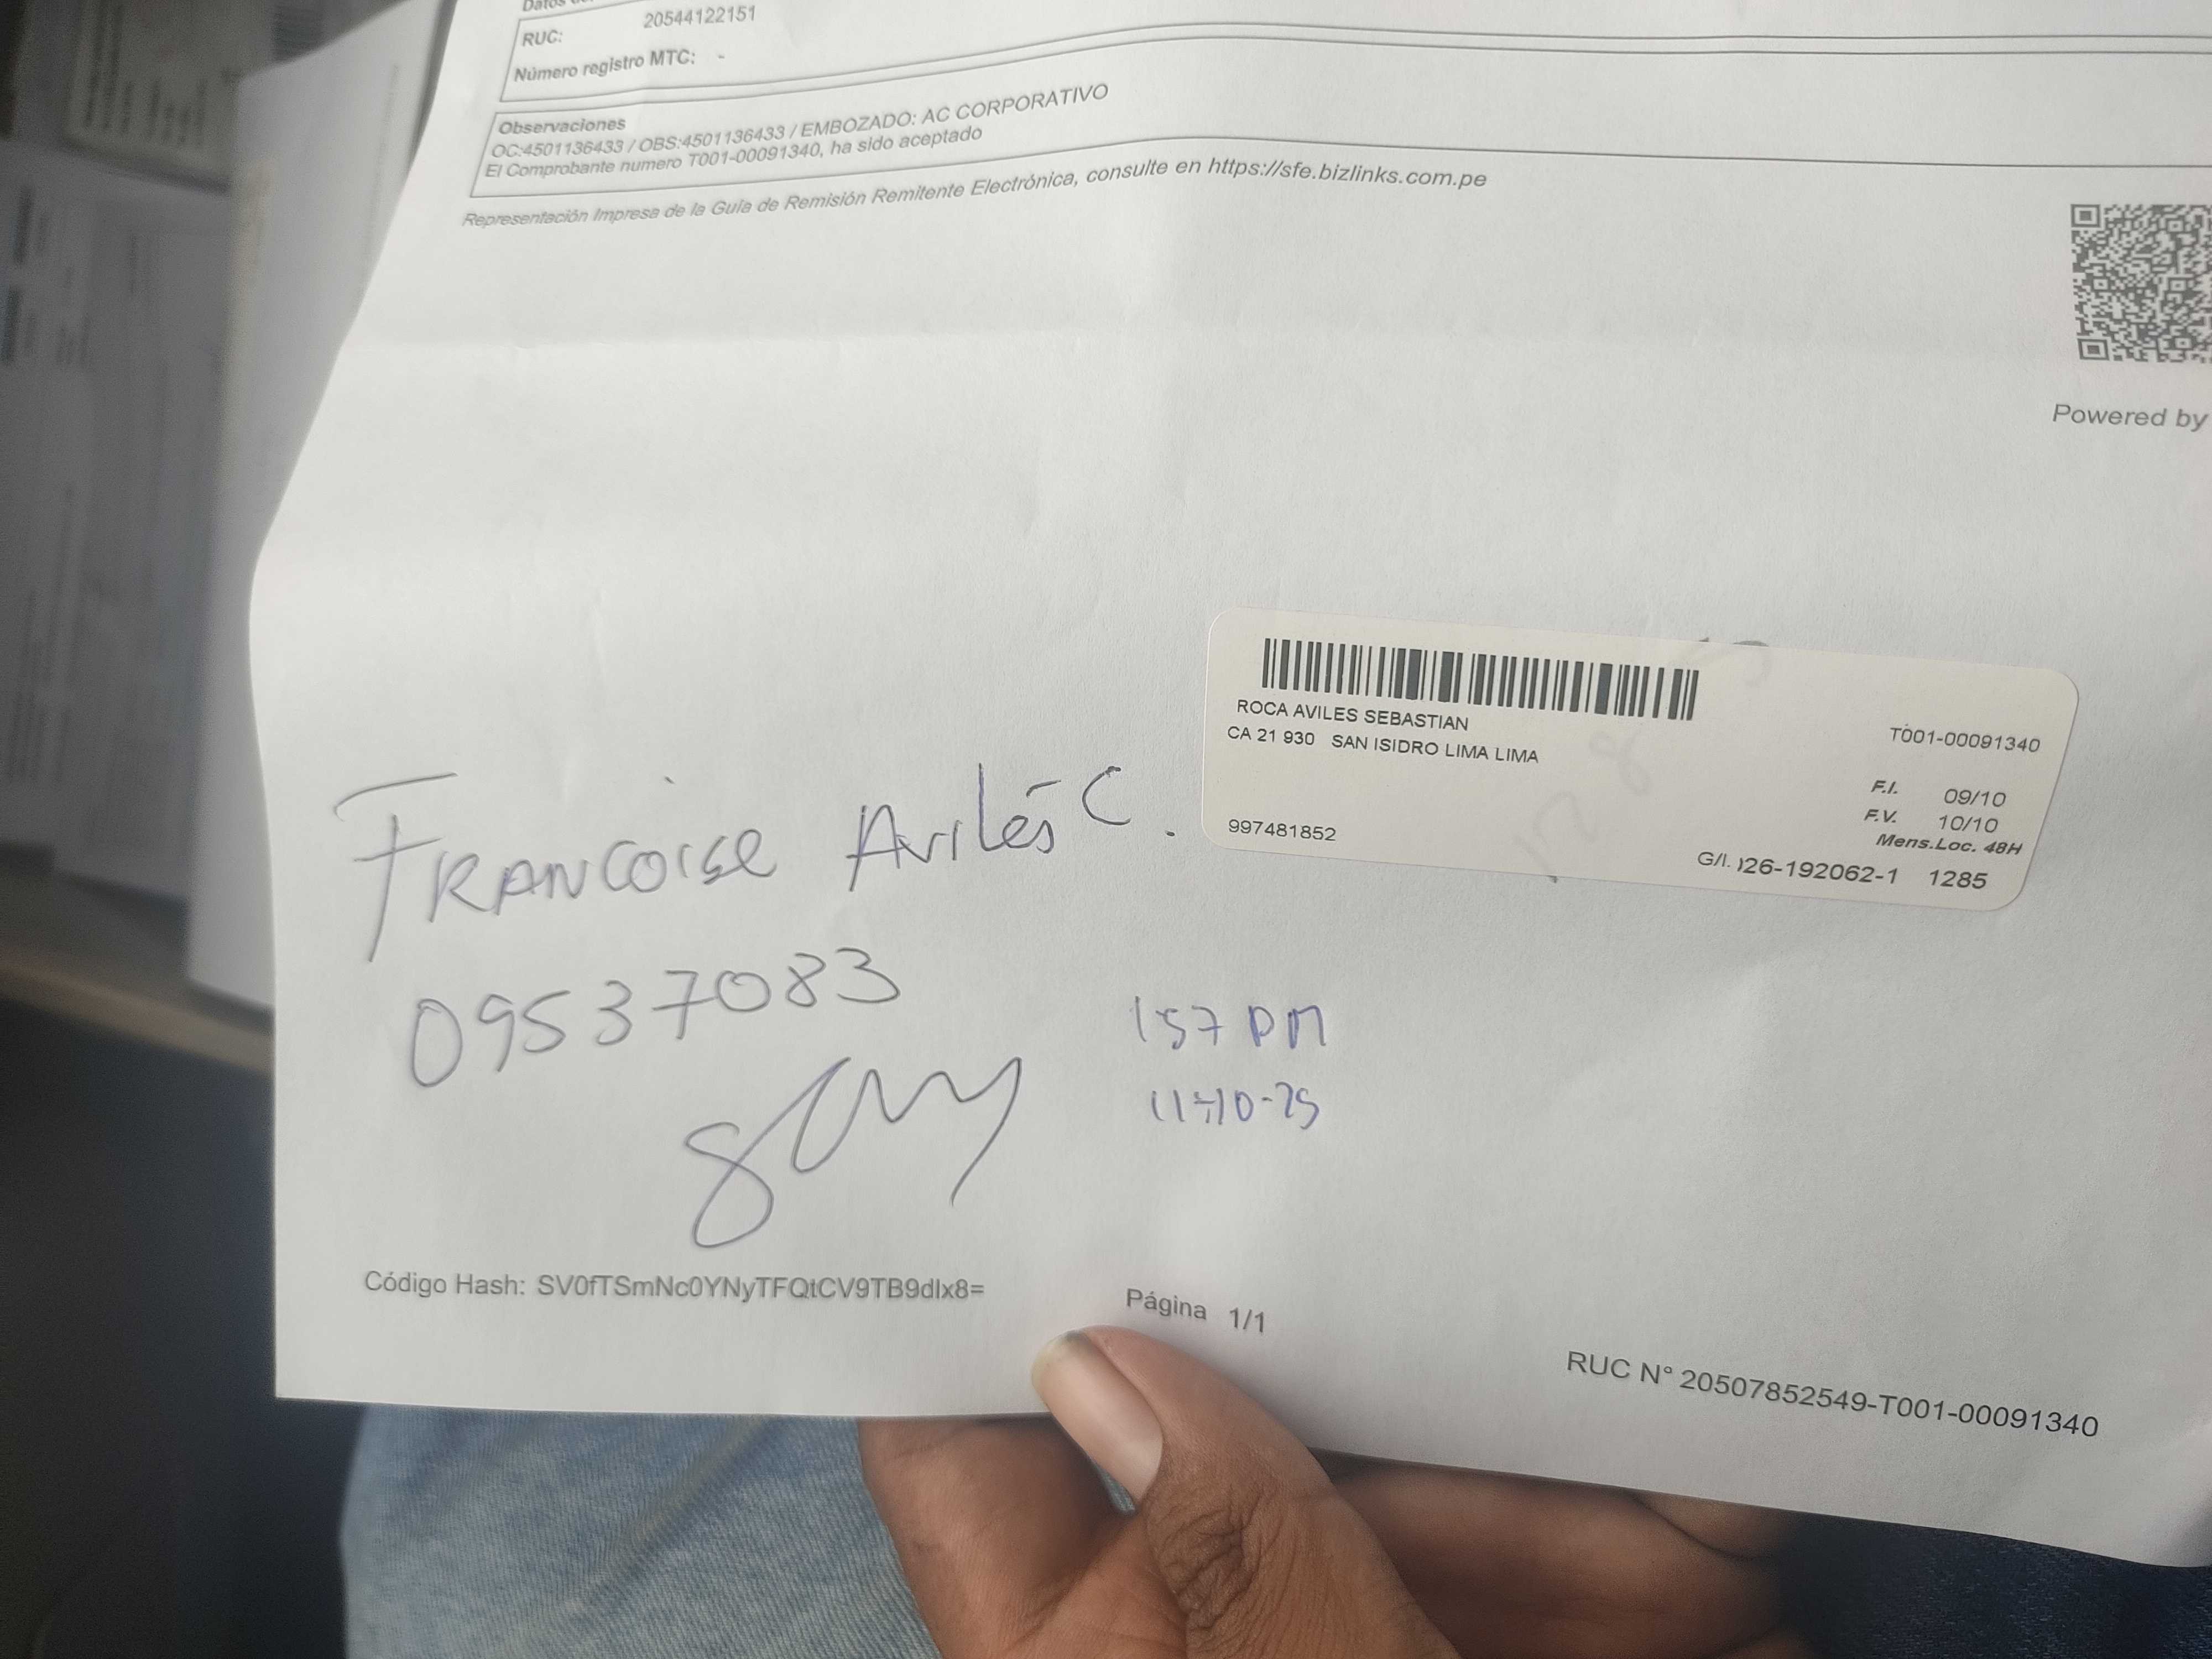 RUC: 20544122151
Número registro MTC: -
Observaciones
OC:4501136433 / OBS:4501136433 / EMBOZADO: AC CORPORATIVO
El Comprobante numero T001-00091340, ha sido aceptado
Representación Impresa de la Guía de Remisión Remitente Electrónica, consulte en https://sfe.bizlinks.com.pe
Powered by
ROCA AVILES SEBASTIAN
CA 21 930 SAN ISIDRO LIMA LIMA
997481852
T001-00091340
F.I. 09/10
F.V. 10/10
Mens.Loc. 48H
G/I. 26-192062-1 1285
FRANCOISE Avilés C.
09537083
157 PM
11-10-25
Código Hash: SV0fTSmNc0YNyTFQtCV9TB9dIx8=
Página 1/1
RUC N° 20507852549-T001-00091340